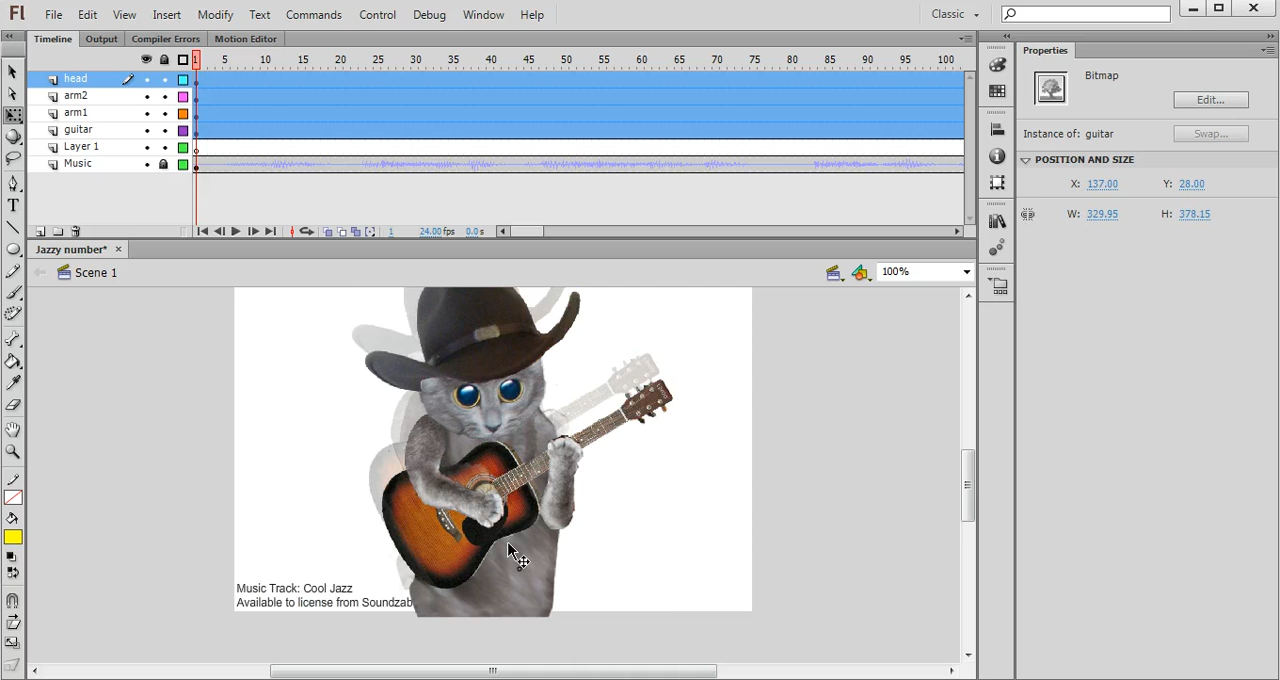 Fl File Edit View Insert Modify Text Commands Control Debug Window Help Classic
Timeline Output Compiler Errors Motion Editor
1 5 10 15 20 25 30 35 40 45 50 55 60 65 70 75 80 85 90 95 100
head
arm2
arm1
guitar
Layer 1
Music
1 24.00 fps 0.0 s
Jazzy number*
Scene 1
100%
Music Track: Cool Jazz
Available to license from Soundzab
Properties
Bitmap
Edit...
Instance of: guitar Swap...
POSITION AND SIZE
X: 137.00 Y: 28.00
W: 329.95 H: 378.15